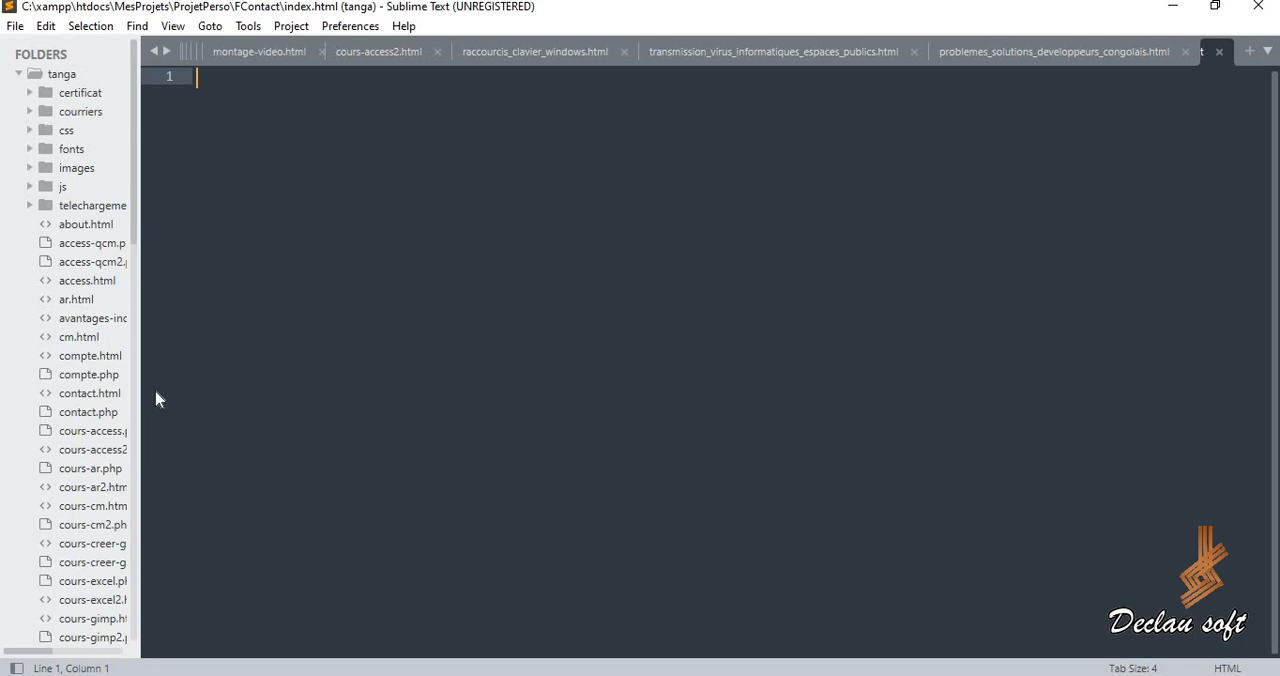 C:\xampp\htdocs\MesProjets\ProjetPerso\FContact\index.html (tanga) - Sublime Text (UNREGISTERED)
File Edit Selection Find View Goto Tools Project Preferences Help
montage-video.html cours-access2.html raccourcis_clavier_windows.html transmission_virus_informatiques_espaces_publics.html problemes_solutions_developpeurs_congolais.html t
FOLDERS
tanga
1
certificat
courriers
css
fonts
images
js
telechargeme
about.html
access-qcm.p
access-qcm2.
access.html
ar.html
avantages-inc
cm.html
compte.html
compte.php
contact.html
contact.php
cours-access.
cours-access2
cours-ar.php
cours-ar2.htm
cours-cm.htm
cours-cm2.ph
cours-creer-g
cours-creer-g
cours-excel.ph
cours-excel2.
cours-gimp.h
cours-gimp2.
Declau soft
Line 1, Column 1 Tab Size: 4 HTML